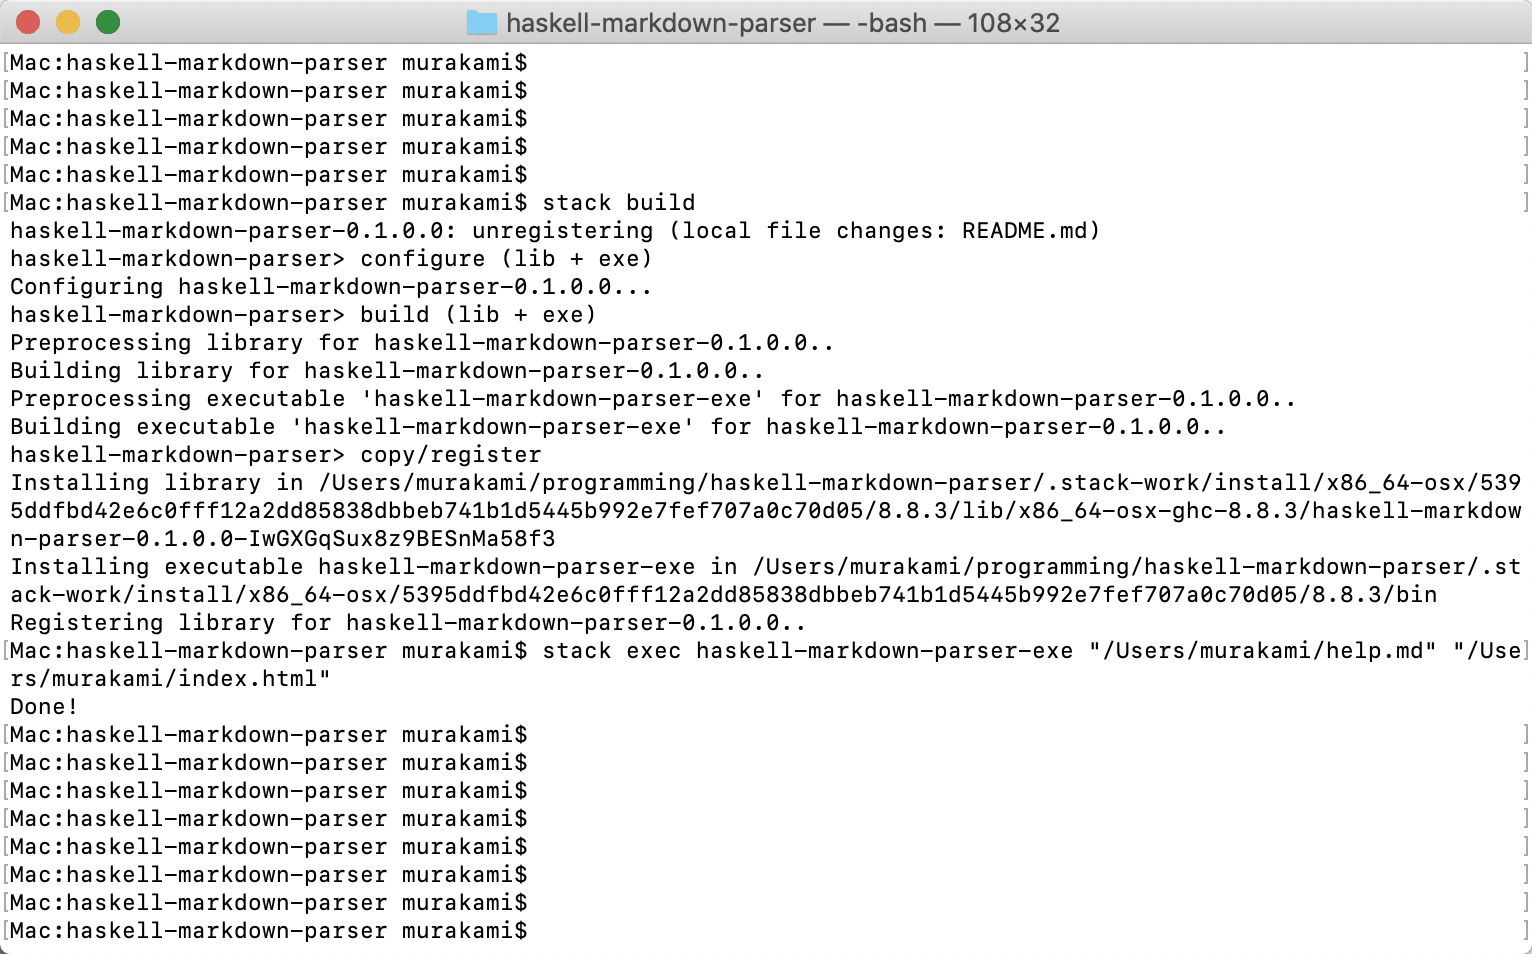 haskell-markdown-parser — -bash — 108×32
[Mac:haskell-markdown-parser murakami$ ]
[Mac:haskell-markdown-parser murakami$ ]
[Mac:haskell-markdown-parser murakami$ ]
[Mac:haskell-markdown-parser murakami$ ]
[Mac:haskell-markdown-parser murakami$ ]
[Mac:haskell-markdown-parser murakami$ stack build ]
haskell-markdown-parser-0.1.0.0: unregistering (local file changes: README.md)
haskell-markdown-parser> configure (lib + exe)
Configuring haskell-markdown-parser-0.1.0.0...
haskell-markdown-parser> build (lib + exe)
Preprocessing library for haskell-markdown-parser-0.1.0.0..
Building library for haskell-markdown-parser-0.1.0.0..
Preprocessing executable 'haskell-markdown-parser-exe' for haskell-markdown-parser-0.1.0.0..
Building executable 'haskell-markdown-parser-exe' for haskell-markdown-parser-0.1.0.0..
haskell-markdown-parser> copy/register
Installing library in /Users/murakami/programming/haskell-markdown-parser/.stack-work/install/x86_64-osx/539
5ddfbd42e6c0fff12a2dd85838dbbeb741b1d5445b992e7fef707a0c70d05/8.8.3/lib/x86_64-osx-ghc-8.8.3/haskell-markdow
n-parser-0.1.0.0-IwGXGqSux8z9BESnMa58f3
Installing executable haskell-markdown-parser-exe in /Users/murakami/programming/haskell-markdown-parser/.st
ack-work/install/x86_64-osx/5395ddfbd42e6c0fff12a2dd85838dbbeb741b1d5445b992e7fef707a0c70d05/8.8.3/bin
Registering library for haskell-markdown-parser-0.1.0.0..
[Mac:haskell-markdown-parser murakami$ stack exec haskell-markdown-parser-exe "/Users/murakami/help.md" "/Use]
rs/murakami/index.html"
Done!
[Mac:haskell-markdown-parser murakami$ ]
[Mac:haskell-markdown-parser murakami$ ]
[Mac:haskell-markdown-parser murakami$ ]
[Mac:haskell-markdown-parser murakami$ ]
[Mac:haskell-markdown-parser murakami$ ]
[Mac:haskell-markdown-parser murakami$ ]
[Mac:haskell-markdown-parser murakami$ ]
[Mac:haskell-markdown-parser murakami$ ]